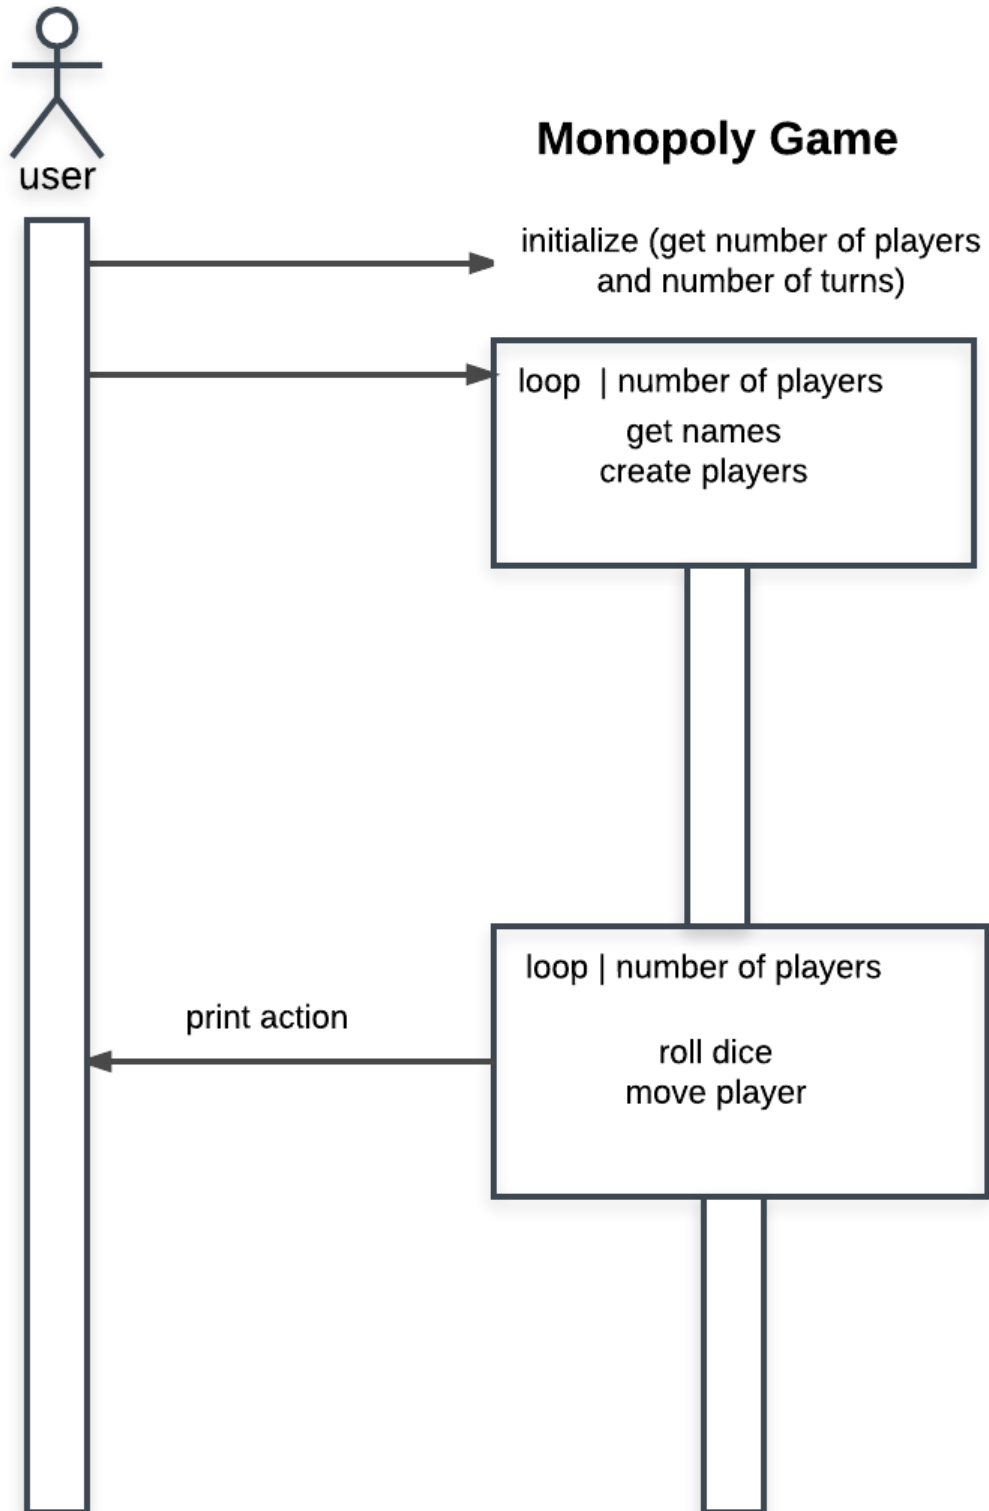 user
Monopoly Game
initialize (get number of players
and number of turns)
loop | number of players
get names
create players
loop | number of players
print action
roll dice
move player